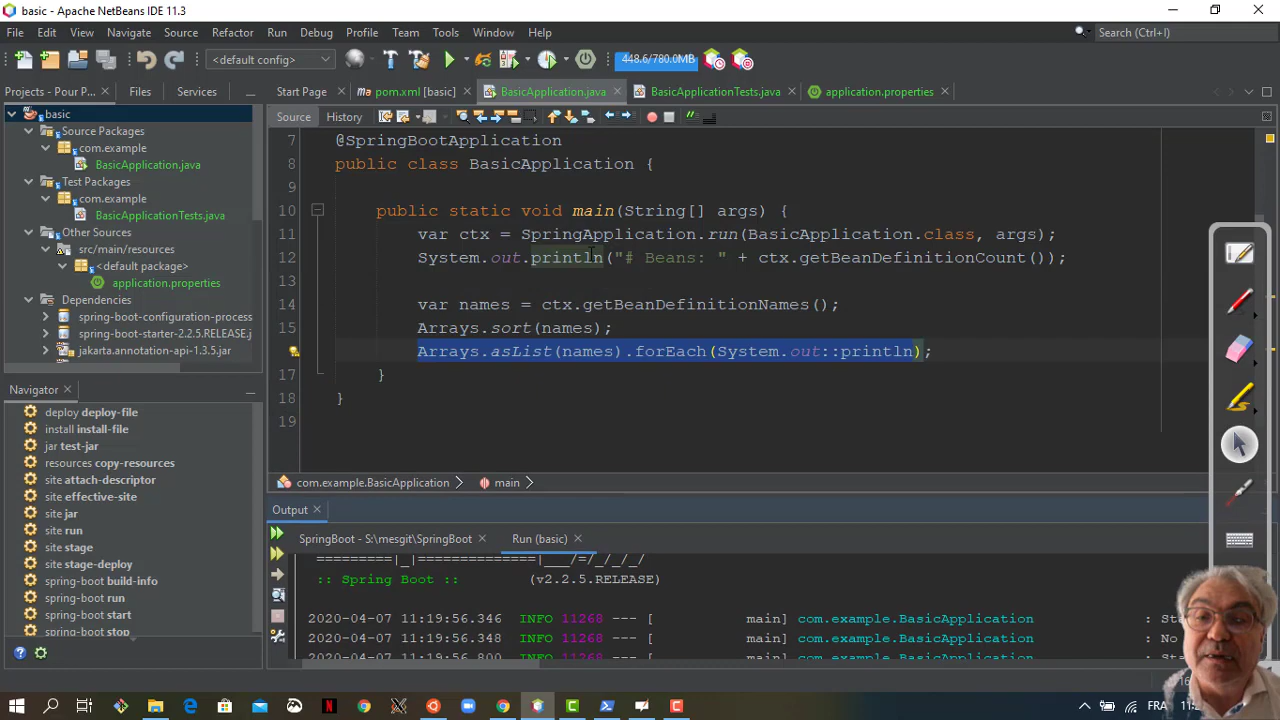 basic - Apache NetBeans IDE 11.3
File Edit View Navigate Source Refactor Run Debug Profile Team Tools Window Help
Search (Ctrl+I)
<default config>
448.6/780.0MB
Projects - Pour P...
Files
Services
Start Page
pom.xml [basic]
BasicApplication.java
BasicApplicationTests.java
application.properties
Source
History
basic
Source Packages
com.example
BasicApplication.java
Test Packages
com.example
BasicApplicationTests.java
Other Sources
src/main/resources
<default package>
application.properties
spring-boot-configuration-process
spring-boot-starter-2.2.5.RELEASE.j
jakarta.annotation-api-1.3.5.jar
7 @SpringBootApplication
8 public class BasicApplication {
9
10 public static void main(String[] args) {
11 var ctx = SpringApplication.run(BasicApplication.class, args);
12 System.out.println("# Beans: " + ctx.getBeanDefinitionCount());
13
14 var names = ctx.getBeanDefinitionNames();
15 Arrays.sort(names);
Arrays.asList(names).forEach(System.out::println);
17 }
18 }
19
com.example.BasicApplication
main
Navigator
deploy deploy-file
install install-file
jar test-jar
resources copy-resources
site attach-descriptor
site effective-site
site jar
site run
site stage
site stage-deploy
spring-boot build-info
spring-boot run
spring-boot start
spring-boot stop
Output
SpringBoot - S:\mesgit\SpringBoot
Run (basic)
=========|_|==============|___/=/_/_/_/
:: Spring Boot :: (v2.2.5.RELEASE)
2020-04-07 11:19:56.346 INFO 11268 --- [ main] com.example.BasicApplication : Sta
2020-04-07 11:19:56.348 INFO 11268 --- [ main] com.example.BasicApplication : No
2020-04-07 11:19:56.800 INFO 11268 --- [ main] com.example.BasicApplication : Sta
FRA